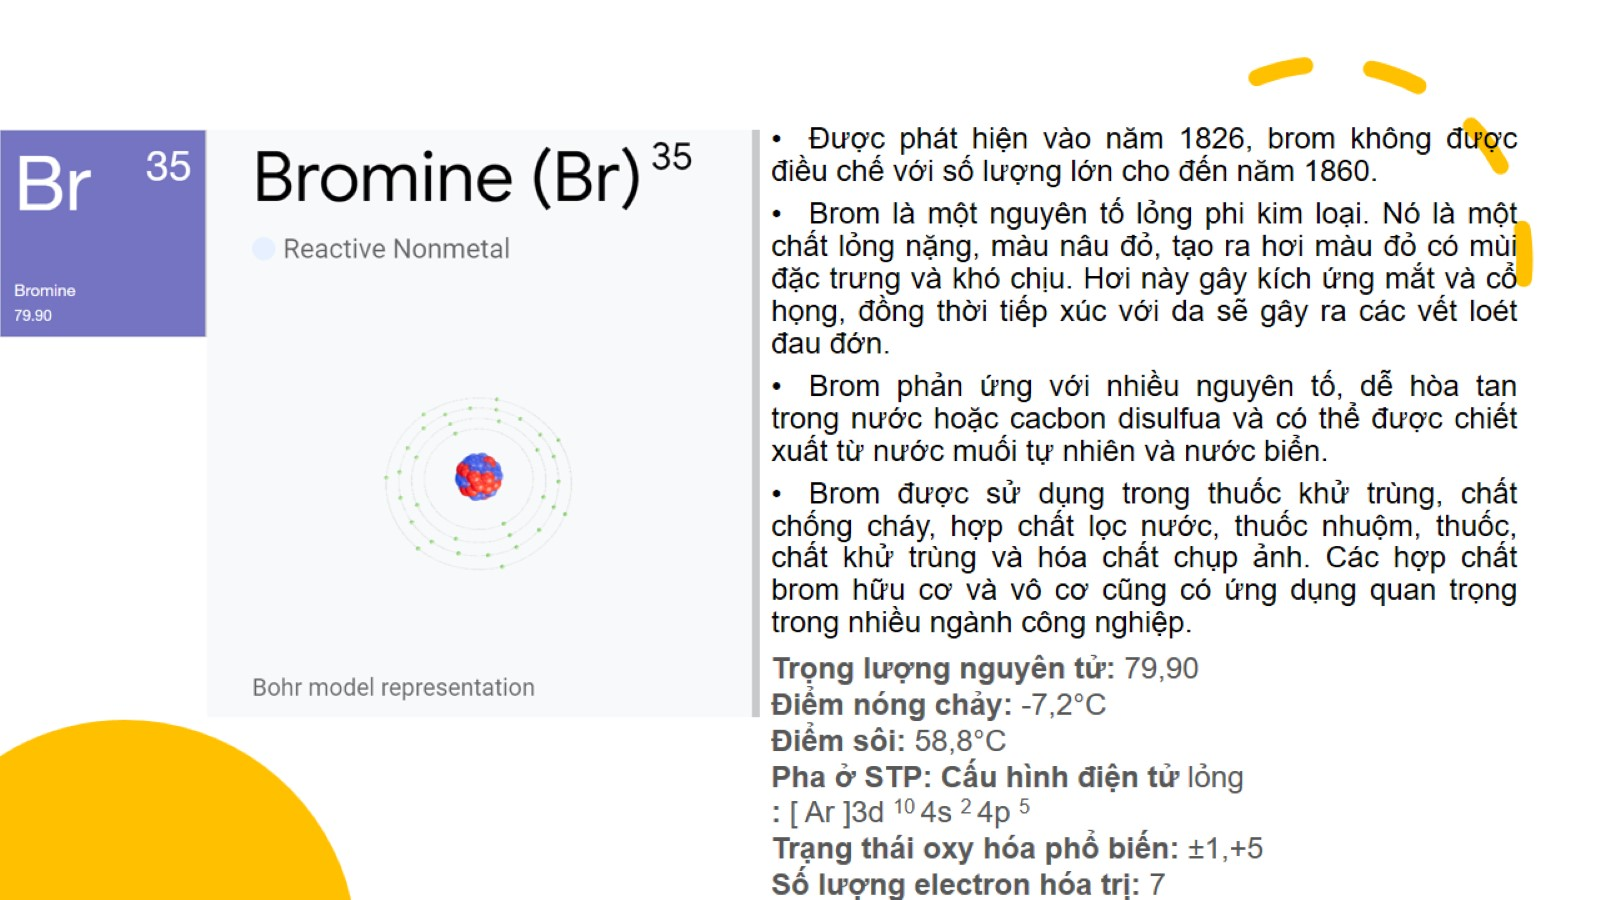 Br 35
Bromine
79.90
Bromine (Br) 35
Reactive Nonmetal
Bohr model representation
• Được phát hiện vào năm 1826, brom không được
điều chế với số lượng lớn cho đến năm 1860.
• Brom là một nguyên tố lỏng phi kim loại. Nó là một
chất lỏng nặng, màu nâu đỏ, tạo ra hơi màu đỏ có mùi
đặc trưng và khó chịu. Hơi này gây kích ứng mắt và cổ
họng, đồng thời tiếp xúc với da sẽ gây ra các vết loét
đau đớn.
• Brom phản ứng với nhiều nguyên tố, dễ hòa tan
trong nước hoặc cacbon disulfua và có thể được chiết
xuất từ nước muối tự nhiên và nước biển.
• Brom được sử dụng trong thuốc khử trùng, chất
chống cháy, hợp chất lọc nước, thuốc nhuộm, thuốc,
chất khử trùng và hóa chất chụp ảnh. Các hợp chất
brom hữu cơ và vô cơ cũng có ứng dụng quan trọng
trong nhiều ngành công nghiệp.
Trọng lượng nguyên tử: 79,90
Điểm nóng chảy: -7,2°C
Điểm sôi: 58,8°C
Pha ở STP: Cấu hình điện tử lỏng
: [ Ar ]3d 10 4s 2 4p 5
Trạng thái oxy hóa phổ biến: ±1,+5
Số lượng electron hóa trị: 7